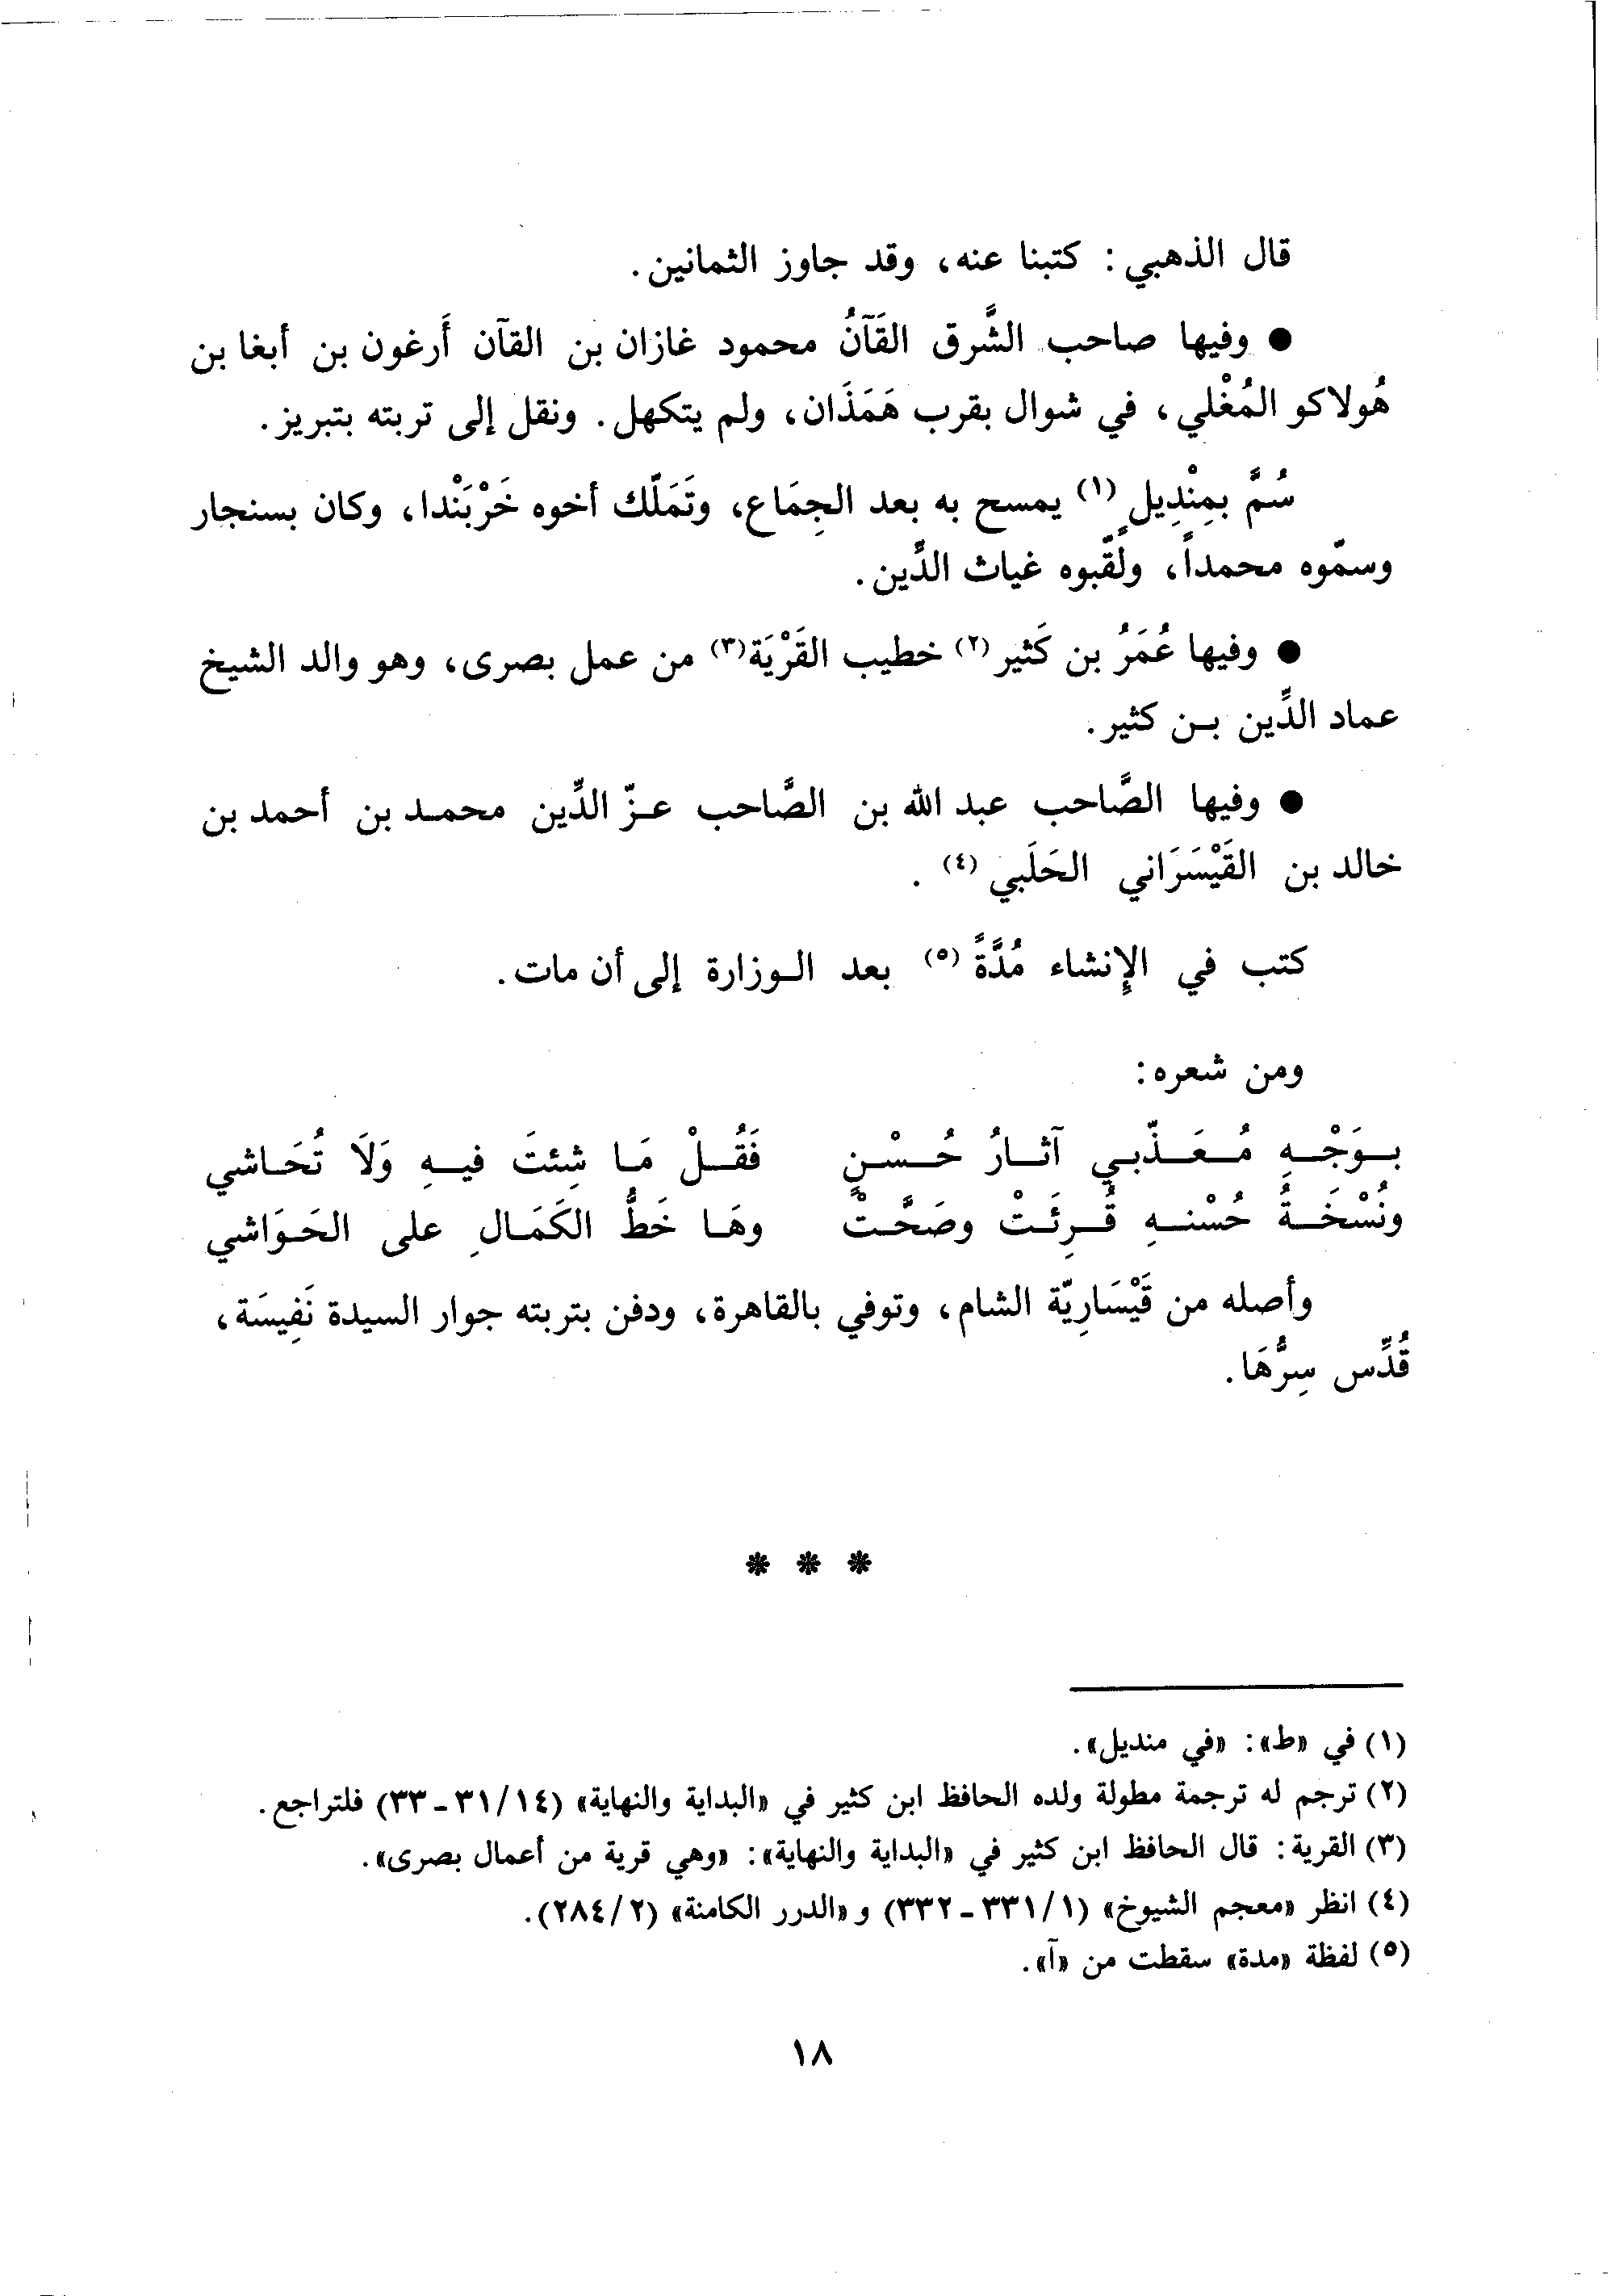 قال الذهبي: كتبنا عنه، وقد جاوز الثمانين.
● وفيها صاحب الشَّرق القَآنُ محمود غازان بن القآن أَرغون بن أبغا بن
هُولاكو المُغْلي، في شوال بقرب هَمَذَان، ولم يتكهل. ونقل إلى تربته بتبريز.
سُمَّ بمِنْدِيلٍ (١) يمسح به بعد الجِمَاع، وتَمَلّك أخوه خَرْبَنْدا، وكان بسنجار
وسمّوه محمداً، ولقّبوه غياث الدِّين.
● وفيها عُمَرُ بن كَثير (٢) خطيب القَرْيَة (٣) من عمل بصرى، وهو والد الشيخ
عماد الدِّين بن كثير.
● وفيها الصَّاحب عبد الله بن الصَّاحب عزّ الدِّين محمد بن أحمد بن
خالد بن القَيْسَرَاني الحَلَبي (٤) .
كتب في الإِنشاء مُدَّةً (٥) بعد الوزارة إلى أن مات.
ومن شعره:
بوَجْهِ مُعَذّبي آثارُ حُسْنٍ فَقُلْ مَا شِئتَ فيهِ وَلَا تُحَاشي
ونُسْخَةُ حُسْنهِ قُرِئَتْ وصَحَّتْ وهَا خَطُّ الكَمَالِ على الحَوَاشي
وأصله من قَيْسَارِيّة الشام، وتوفي بالقاهرة، ودفن بتربته جوار السيدة نَفِيسَة،
قُدِّس سِرُّهَا.
* * *
(١) في «ط»: «في منديل».
(٢) ترجم له ترجمة مطولة ولده الحافظ ابن كثير في «البداية والنهاية» (١٤/ ٣١ - ٣٣) فلتراجع.
(٣) القرية: قال الحافظ ابن كثير في «البداية والنهاية»: «وهي قرية من أعمال بصرى».
(٤) انظر «معجم الشيوخ» (١/ ٣٣١ - ٣٣٢) و«الدرر الكامنة» (٢/ ٢٨٤).
(٥) لفظة «مدة» سقطت من «آ».
١٨